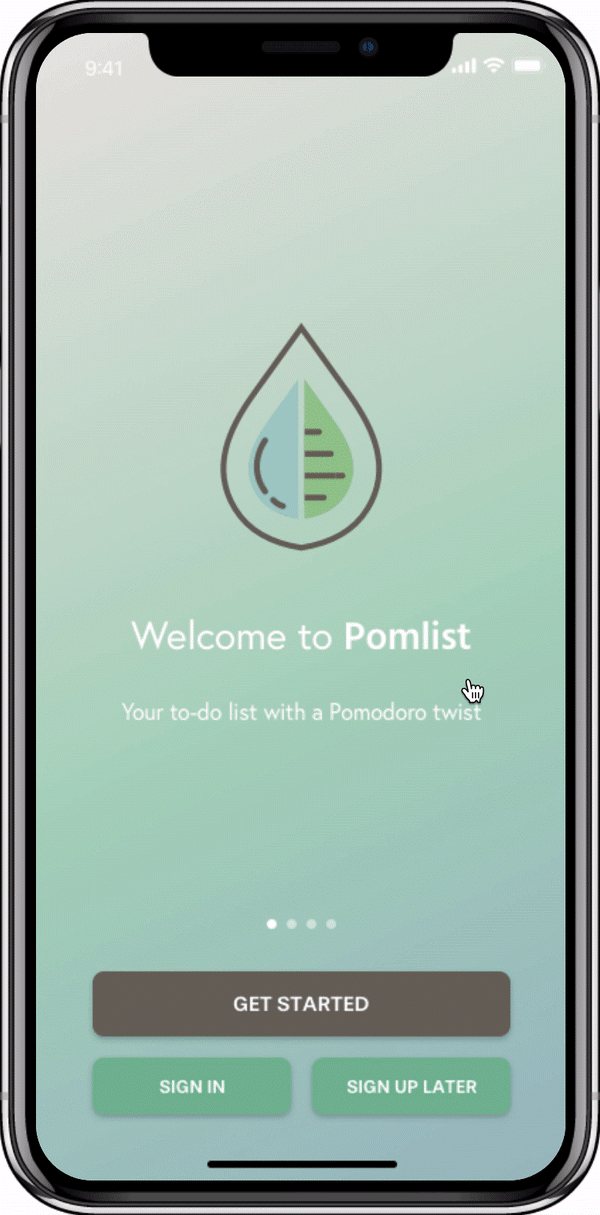 9:41
Welcome to Pomlist
Your to-do list with a Pomodoro twist
GET STARTED
SIGN IN
SIGN UP LATER